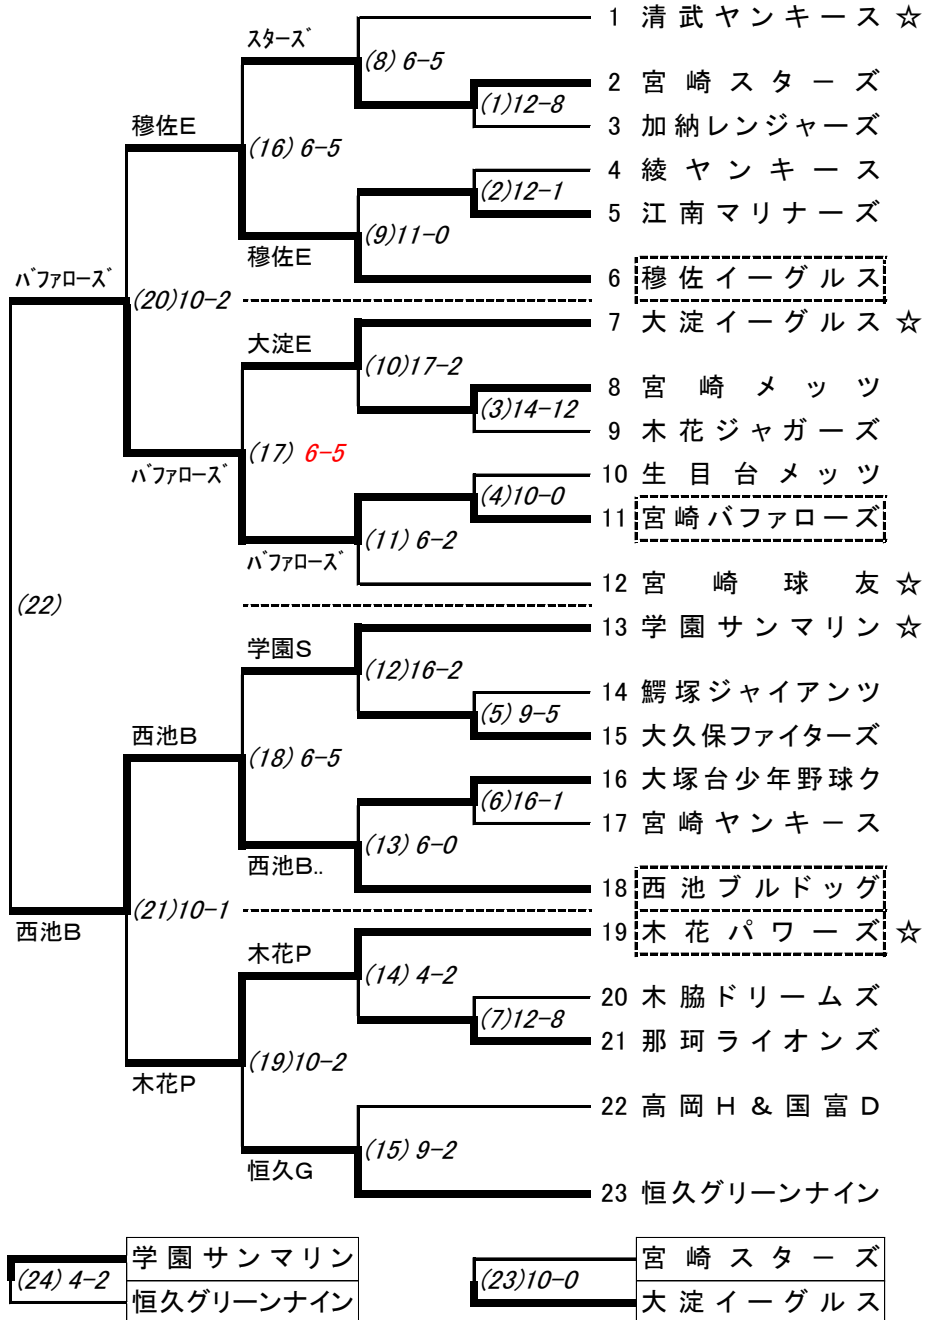 1 清武ヤンキース ☆
スターズ
(8) 6-5
2 宮崎スターズ
(1)12-8
穆佐E
3 加納レンジャーズ
(16) 6-5
4 綾ヤンキース
(2)12-1
5 江南マリナーズ
(9)11-0
穆佐E
6 穆佐イーグルス
バファローズ
(20)10-2
7 大淀イーグルス ☆
大淀E
(10)17-2
8 宮崎メッツ
(3)14-12
9 木花ジャガーズ
(17) 6-5
バファローズ
10 生目台メッツ
(4)10-0
11 宮崎バファローズ
(11) 6-2
バファローズ
12 宮崎球友 ☆
(22)
13 学園サンマリン ☆
学園S
(12)16-2
14 鰐塚ジャイアンツ
(5) 9-5
西池B
15 大久保ファイターズ
(18) 6-5
16 大塚台少年野球ク
(6)16-1
17 宮崎ヤンキース
(13) 6-0
西池B..
18 西池ブルドッグ
(21)10-1
西池B
19 木花パワーズ ☆
木花P
(14) 4-2
20 木脇ドリームズ
(7)12-8
21 那珂ライオンズ
(19)10-2
木花P
22 高岡H&国富D
(15) 9-2
恒久G
23 恒久グリーンナイン
学園サンマリン
(24) 4-2
恒久グリーンナイン
宮崎スターズ
(23)10-0
大淀イーグルス